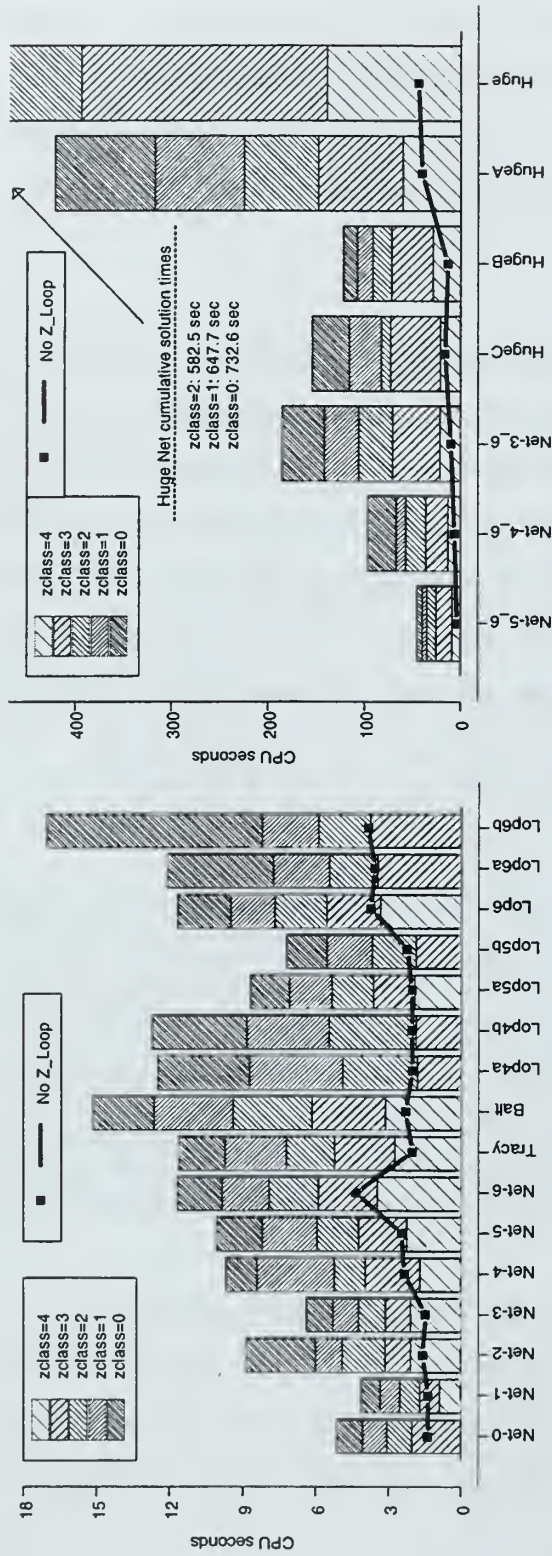 zclass=4
zclass=3
zclass=2
zclass=1
zclass=0
No Z_Loop
CPU seconds
18
15
12
9
6
3
0
Net-0
Net-1
Net-2
Net-3
Net-4
Net-5
Net-6
Tracy
Balt
Lop4a
Lop4b
Lop5a
Lop5b
Lop6
Lop6a
Lop6b
zclass=4
zclass=3
zclass=2
zclass=1
zclass=0
No Z_Loop
Huge Net cumulative solution times
zclass=2: 582.5 sec
zclass=1: 647.7 sec
zclass=0: 732.6 sec
CPU seconds
400
300
200
100
0
Net-5_6
Net-4_6
Net-3_6
HugeC
HugeB
HugeA
Huge